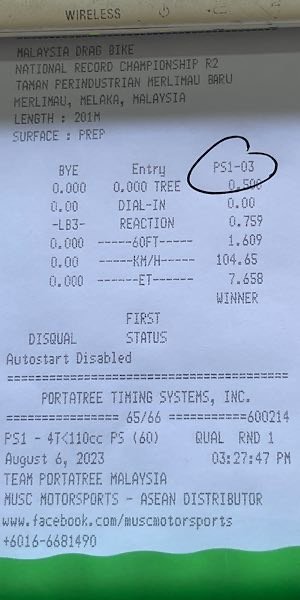 WIRELESS
MALAYSIA DRAG BIKE
NATIONAL RECORD CHAMPIONSHIP R2
TAMAN PERINDUSTRIAN MERLIMAU BARU
MERLIMAU, MELAKA, MALAYSIA
LENGTH : 201M
SURFACE : PREP
BYE Entry PS1-03
0.000 0.000 TREE 0.500
0.00 DIAL-IN 0.00
-LB3- REACTION 0.759
0.000 ------60FT------ 1.609
0.00 ------KM/H------ 104.65
0.000 -------ET------- 7.658
WINNER
FIRST
DISQUAL STATUS
Autostart Disabled
========================================
PORTATREE TIMING SYSTEMS, INC.
================ 65/66 ===========600214
PS1 - 4T<110cc PS (60) QUAL RND 1
August 6, 2023 03:27:47 PM
TEAM PORTATREE MALAYSIA
MUSC MOTORSPORTS - ASEAN DISTRIBUTOR
www.facebook.com/muscmotorsports
+6016-6681490